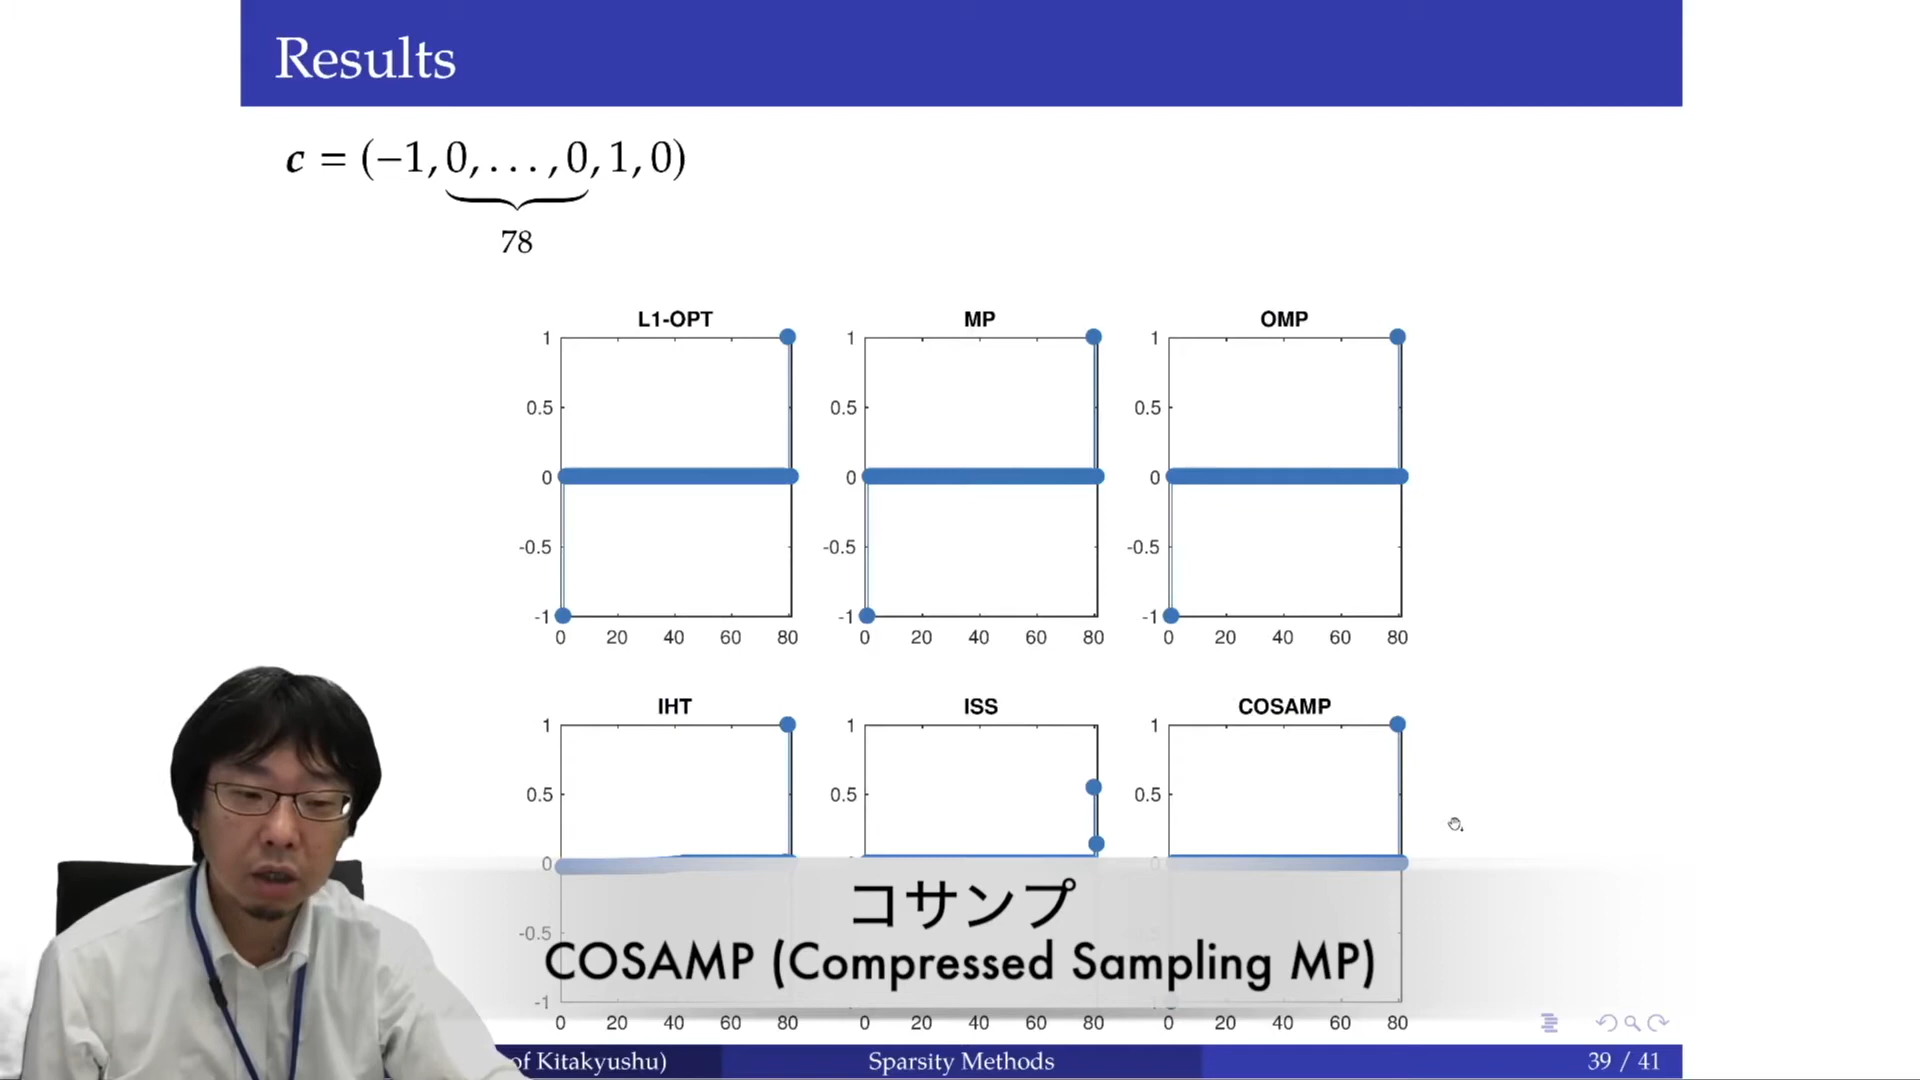 Results
c = (−1, 0, . . . , 0, 1, 0)
78
L1-OPT
MP
OMP
1
0.5
0
-0.5
-1
0 20 40 60 80
1
0.5
0
-0.5
-1
0 20 40 60 80
1
0.5
0
-0.5
-1
0 20 40 60 80
IHT
ISS
COSAMP
1
0.5
0
-0.5
-1
0 20 40 60 80
1
0.5
0 20 40 60 80
1
0.5
0
0 20 40 60 80
コサンプ
COSAMP (Compressed Sampling MP)
of Kitakyushu)
Sparsity Methods
39 / 41